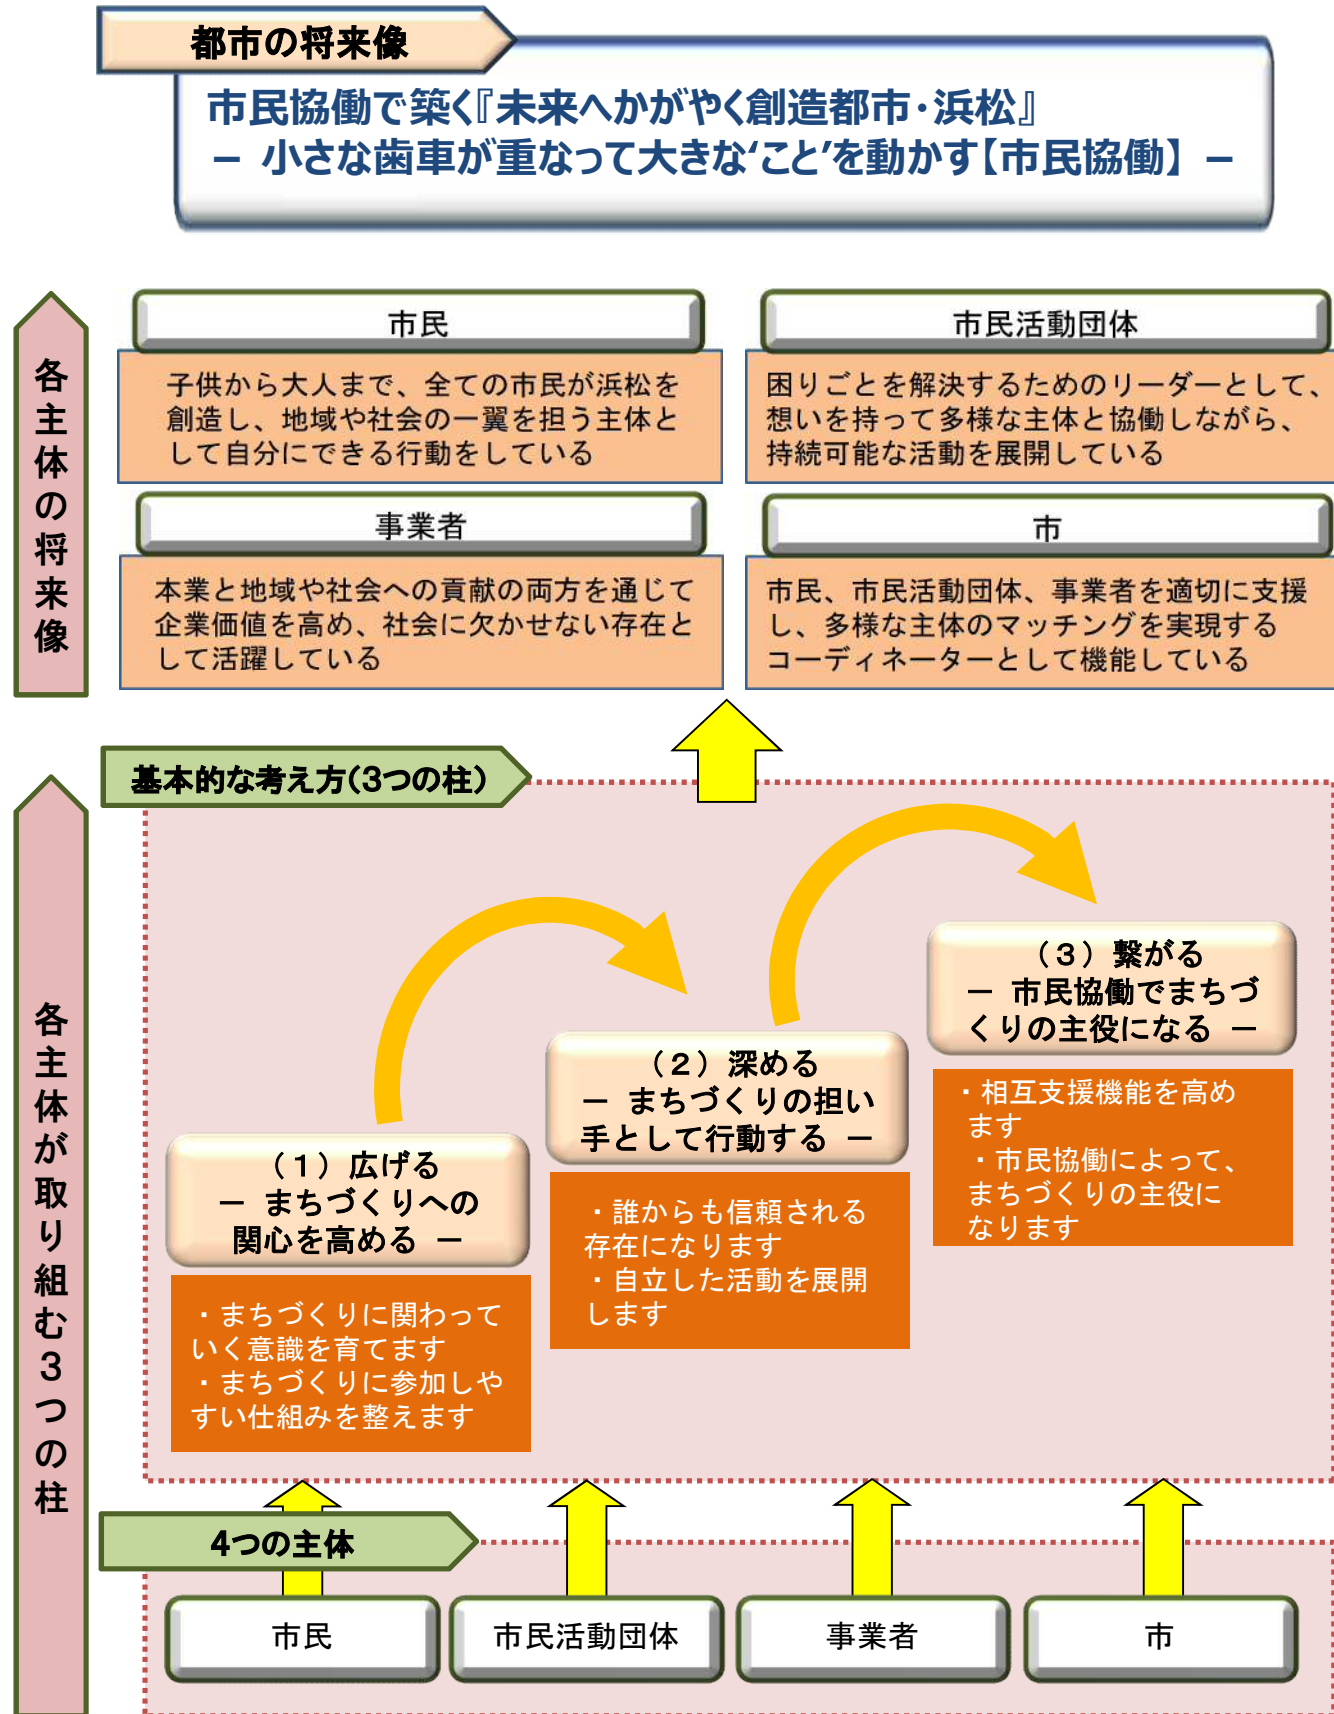 都市の将来像
市民協働で築く『未来へかがやく創造都市・浜松』
－ 小さな歯車が重なって大きな‘こと’を動かす【市民協働】 －
各主体の将来像
市民
子供から大人まで、全ての市民が浜松を
創造し、地域や社会の一翼を担う主体と
して自分にできる行動をしている
市民活動団体
困りごとを解決するためのリーダーとして、
想いを持って多様な主体と協働しながら、
持続可能な活動を展開している
事業者
本業と地域や社会への貢献の両方を通じて
企業価値を高め、社会に欠かせない存在と
して活躍している
市
市民、市民活動団体、事業者を適切に支援
し、多様な主体のマッチングを実現する
コーディネーターとして機能している
各主体が取り組む３つの柱
基本的な考え方(3つの柱)
（１）広げる
－ まちづくりへの
関心を高める －
・まちづくりに関わって
いく意識を育てます
・まちづくりに参加しや
すい仕組みを整えます
（２）深める
－ まちづくりの担い
手として行動する －
・誰からも信頼される
存在になります
・自立した活動を展開
します
（３）繋がる
－ 市民協働でまちづ
くりの主役になる －
・相互支援機能を高め
ます
・市民協働によって、
まちづくりの主役に
なります
4つの主体
市民
市民活動団体
事業者
市